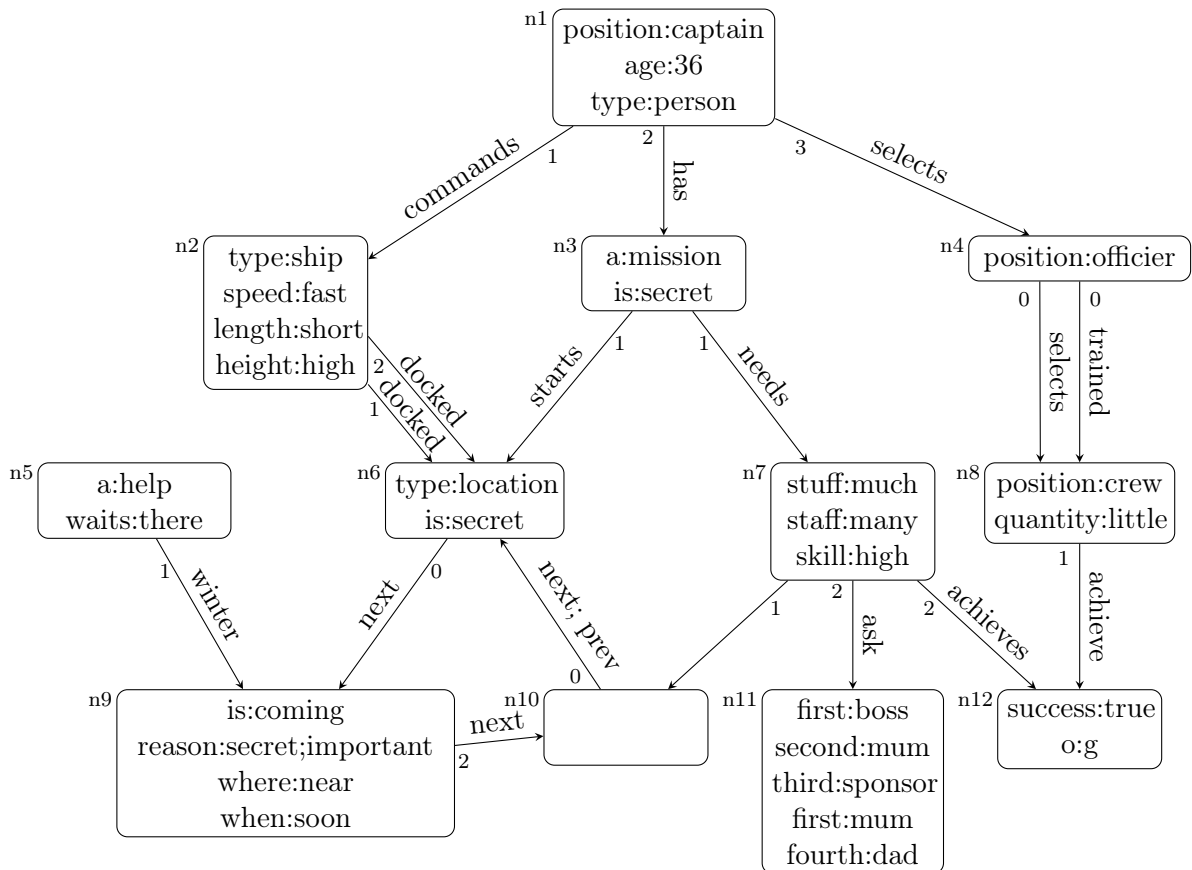 n1
position:captain
age:36
type:person
1
2
3
commands
has
selects
n2
type:ship
speed:fast
length:short
height:high
n3
a:mission
is:secret
n4
position:officier
2
1
docked
docked
1
1
starts
needs
0
0
selects
trained
n5
a:help
waits:there
n6
type:location
is:secret
n7
stuff:much
staff:many
skill:high
n8
position:crew
quantity:little
1
winter
0
next
next; prev
0
1
2
2
ask
achieves
1
achieve
n9
is:coming
reason:secret;important
where:near
when:soon
2
next
n10
n11
first:boss
second:mum
third:sponsor
first:mum
fourth:dad
n12
success:true
o:g